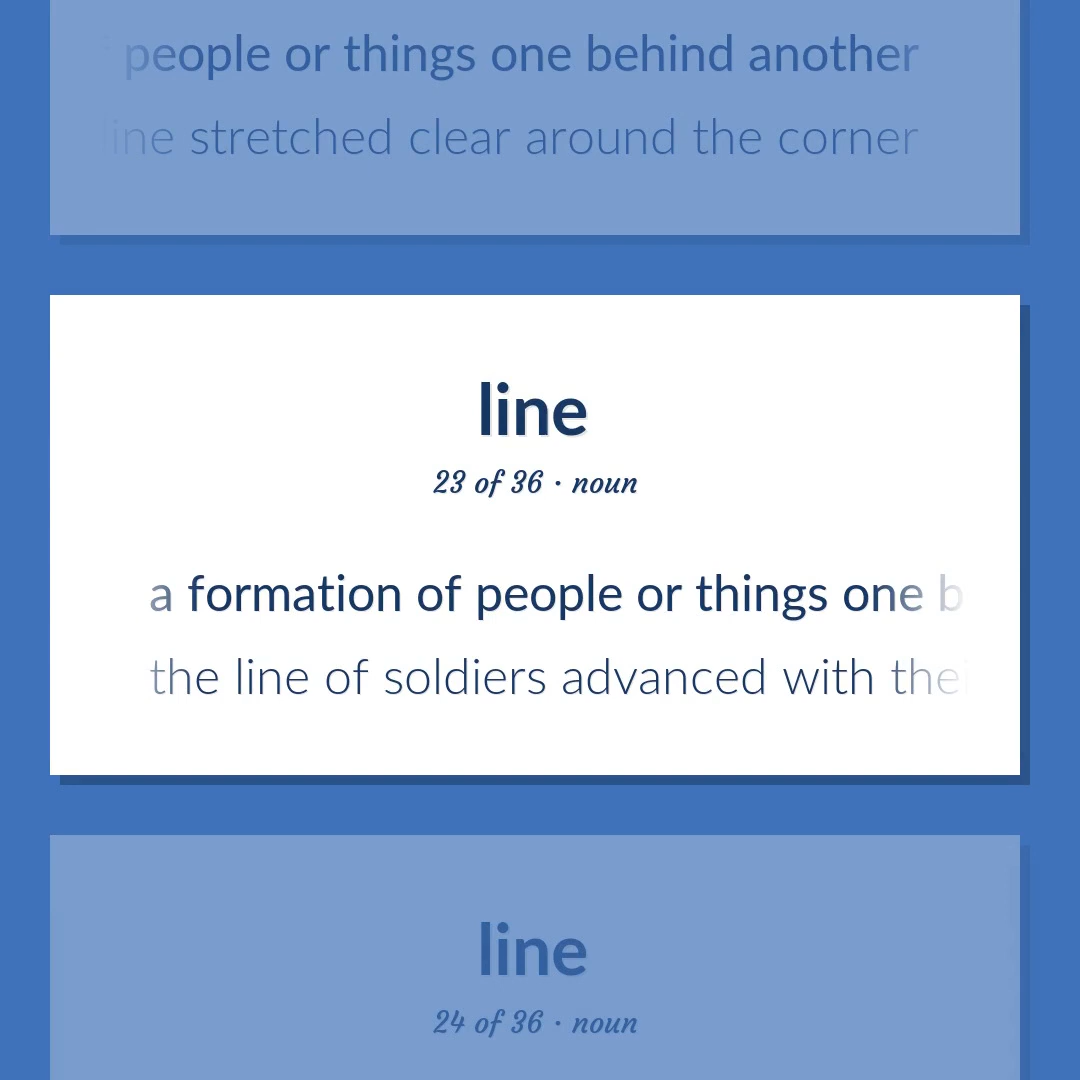 people or things one behind another
line stretched clear around the corner
line
23 of 36 · noun
a formation of people or things one b
the line of soldiers advanced with thei
line
24 of 36 · noun